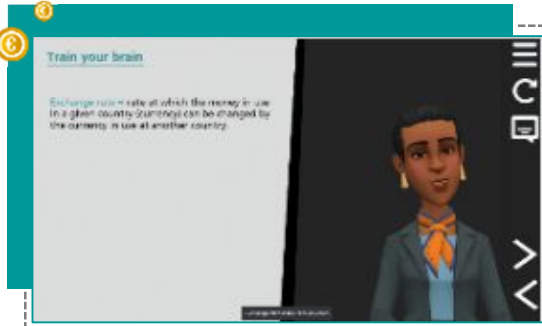 Train your brain
Exchange rate = rate at which the money in use
in a given country (currency) can be changed by
the currency in use at another country.